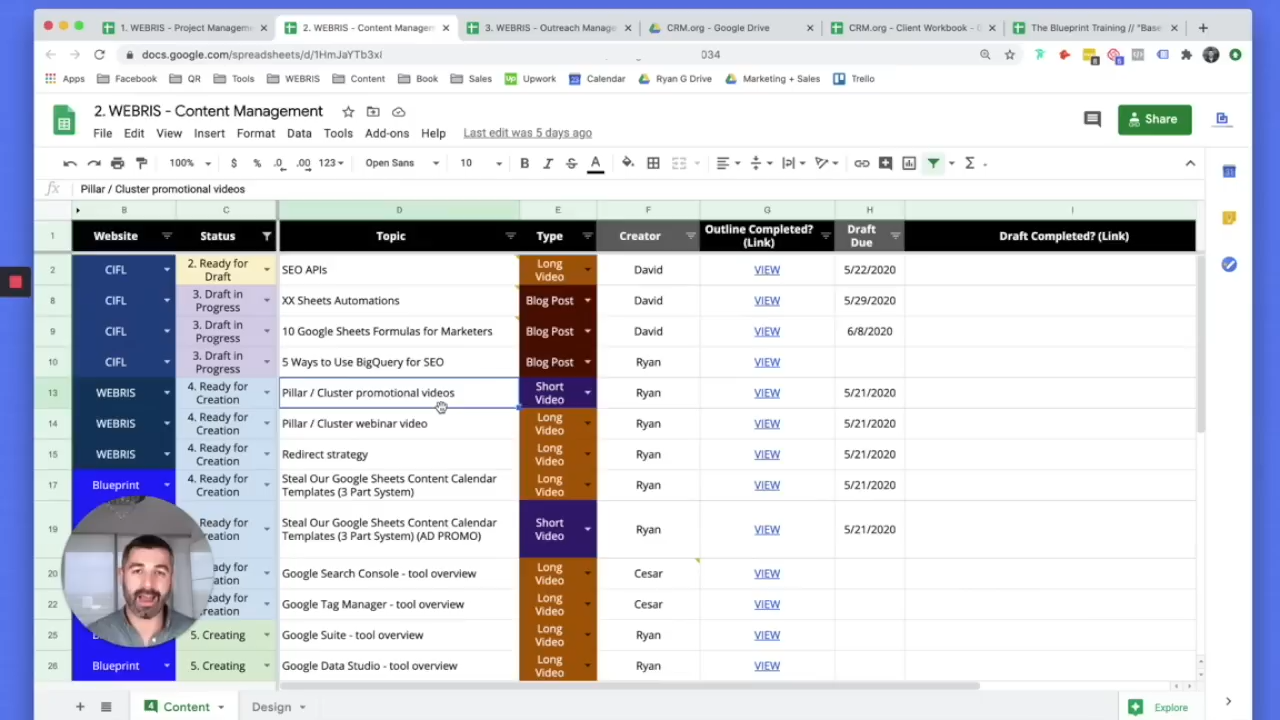 1. WEBRIS - Project Managem
2. WEBRIS - Content Managem
3. WEBRIS - Outreach Manag
CRM.org - Google Drive
CRM.org - Client Workbook - G
The Blueprint Training // "Base
docs.google.com/spreadsheets/d/1HmJaYTb3xI
034
Apps
Facebook
QR
Tools
WEBRIS
Content
Book
Sales
Up Upwork
Calendar
Ryan G Drive
Marketing + Sales
Trello
2. WEBRIS - Content Management
File Edit View Insert Format Data Tools Add-ons Help Last edit was 5 days ago
Share
100% $ % .0 .00 123 Open Sans 10 B I S A
fx Pillar / Cluster promotional videos
B C D E F G H I
1 Website Status Topic Type Creator Outline Completed? (Link) Draft Due Draft Completed? (Link)
2 CIFL 2. Ready for Draft SEO APIs Long Video David VIEW 5/22/2020
8 CIFL 3. Draft in Progress XX Sheets Automations Blog Post David VIEW 5/29/2020
9 CIFL 3. Draft in Progress 10 Google Sheets Formulas for Marketers Blog Post David VIEW 6/8/2020
10 CIFL 3. Draft in Progress 5 Ways to Use BigQuery for SEO Blog Post Ryan VIEW
13 WEBRIS 4. Ready for Creation Pillar / Cluster promotional videos Short Video Ryan VIEW 5/21/2020
14 WEBRIS 4. Ready for Creation Pillar / Cluster webinar video Long Video Ryan VIEW 5/21/2020
15 WEBRIS 4. Ready for Creation Redirect strategy Long Video Ryan VIEW 5/21/2020
17 Blueprint 4. Ready for Creation Steal Our Google Sheets Content Calendar Templates (3 Part System) Long Video Ryan VIEW 5/21/2020
19 Ready for Creation Steal Our Google Sheets Content Calendar Templates (3 Part System) (AD PROMO) Short Video Ryan VIEW 5/21/2020
20 ady for ation Google Search Console - tool overview Long Video Cesar VIEW
22 ady for ation Google Tag Manager - tool overview Long Video Cesar VIEW
25 5. Creating Google Suite - tool overview Long Video Ryan VIEW
26 Blueprint 5. Creating Google Data Studio - tool overview Long Video Ryan VIEW
4 Content Design Explore